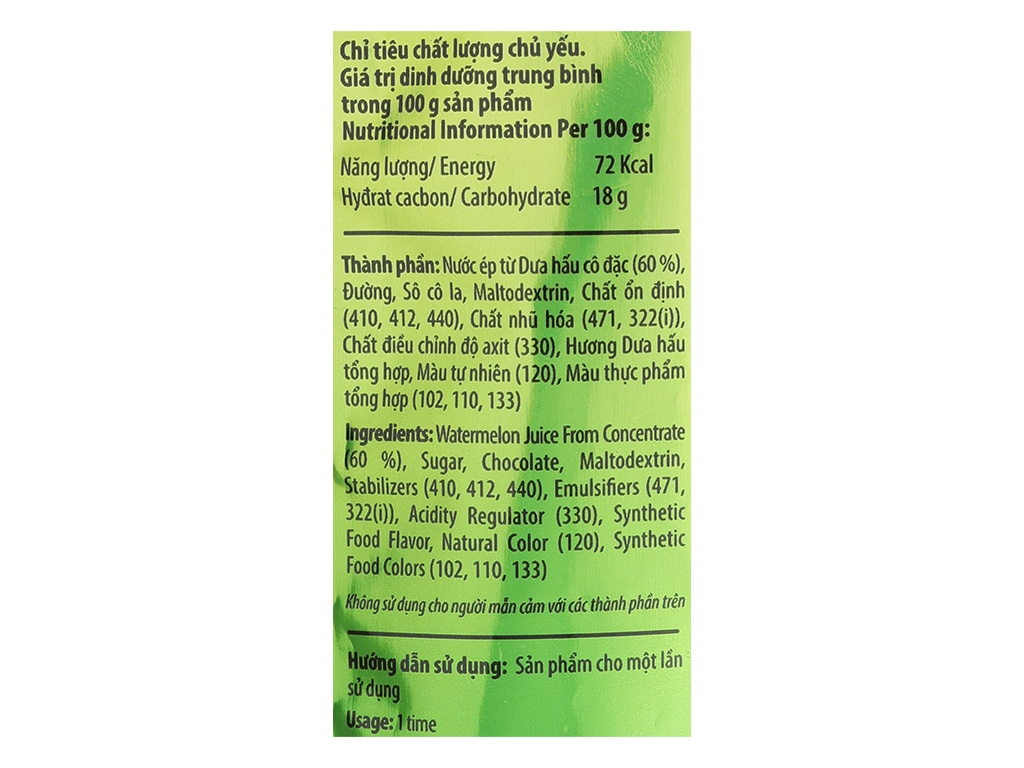 Chỉ tiêu chất lượng chủ yếu.
Giá trị dinh dưỡng trung bình
trong 100 g sản phẩm
Nutritional Information Per 100 g:
Năng lượng/ Energy 72 Kcal
Hyđrat cacbon/ Carbohydrate 18 g
Thành phần: Nước ép từ Dưa hấu cô đặc (60 %),
Đường, Sô cô la, Maltodextrin, Chất ổn định
(410, 412, 440), Chất nhũ hóa (471, 322(i)),
Chất điều chỉnh độ axit (330), Hương Dưa hấu
tổng hợp, Màu tự nhiên (120), Màu thực phẩm
tổng hợp (102, 110, 133)
Ingredients: Watermelon Juice From Concentrate
(60 %), Sugar, Chocolate, Maltodextrin,
Stabilizers (410, 412, 440), Emulsifiers (471,
322(i)), Acidity Regulator (330), Synthetic
Food Flavor, Natural Color (120), Synthetic
Food Colors (102, 110, 133)
Không sử dụng cho người mẫn cảm với các thành phần trên
Hướng dẫn sử dụng: Sản phẩm cho một lần
sử dụng
Usage: 1 time